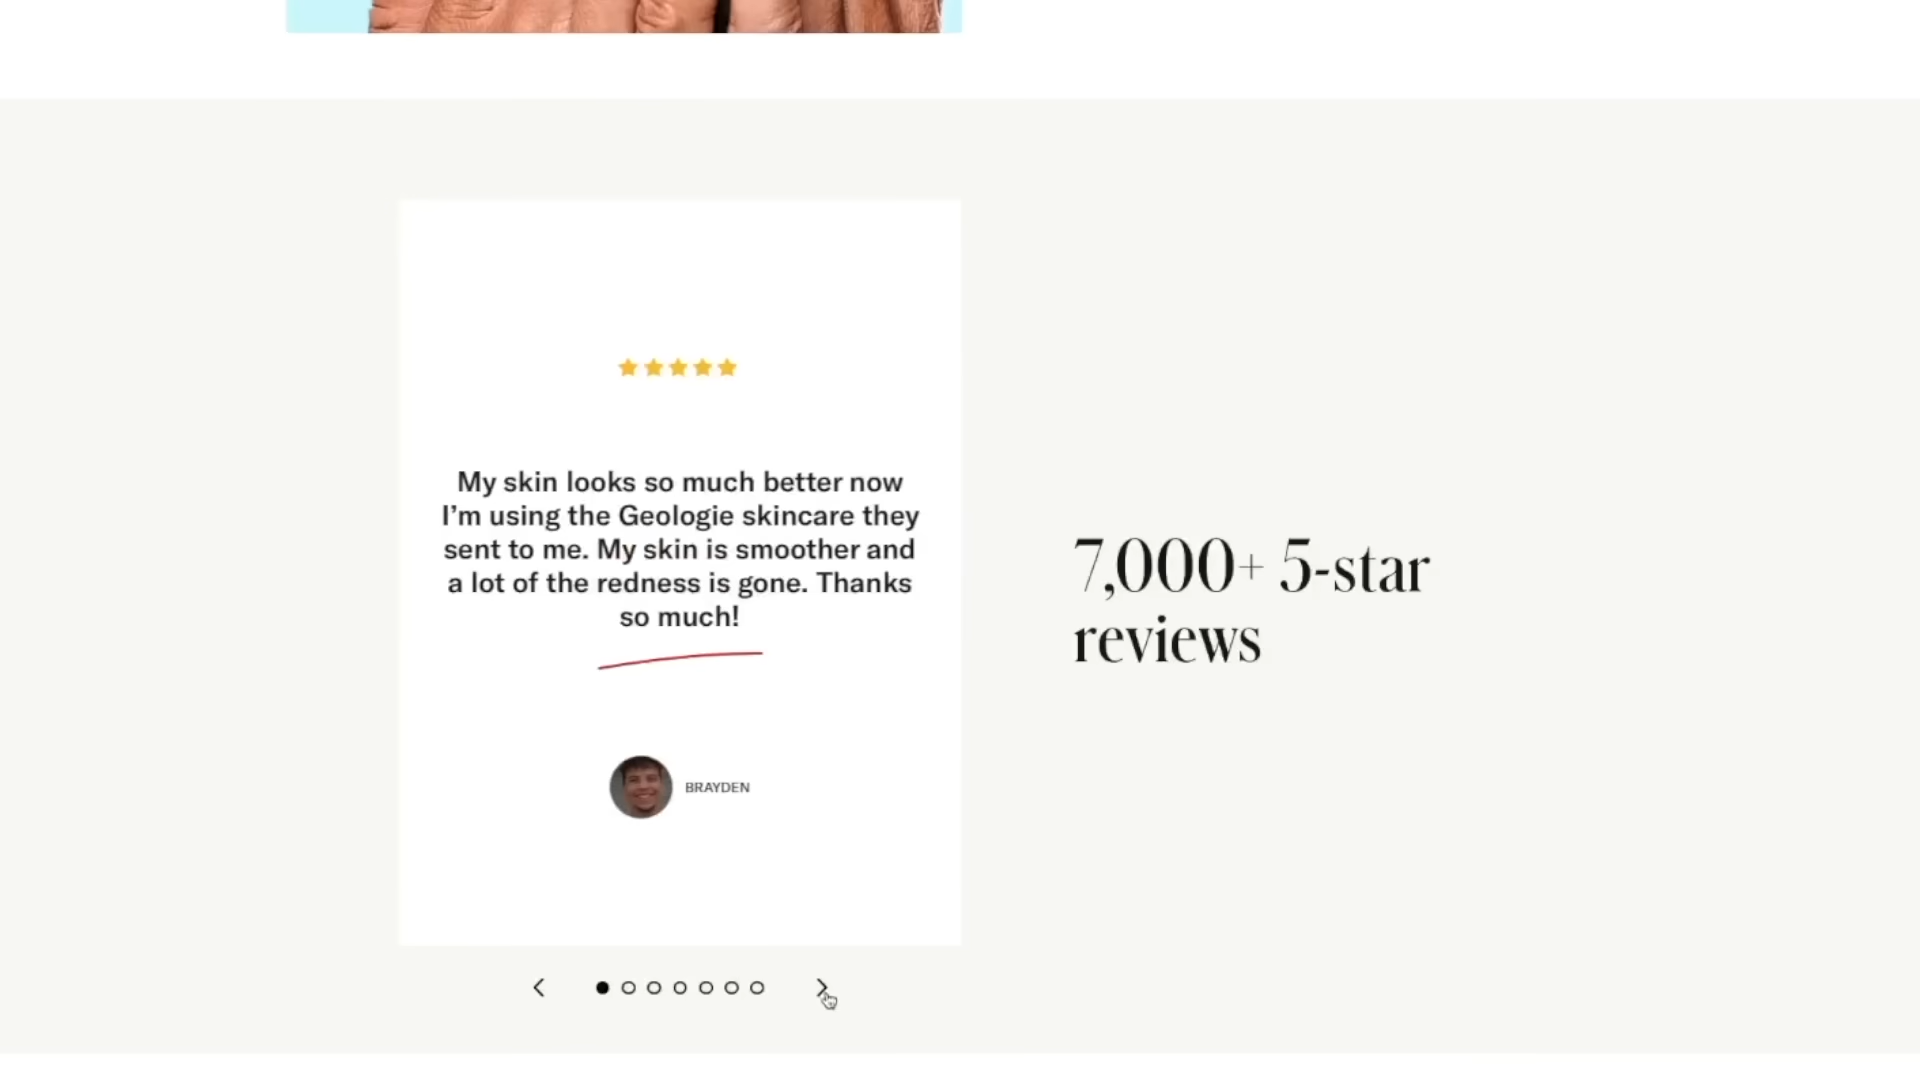 My skin looks so much better now
I’m using the Geologie skincare they
sent to me. My skin is smoother and
a lot of the redness is gone. Thanks
so much!
BRAYDEN
7,000+ 5-star
reviews